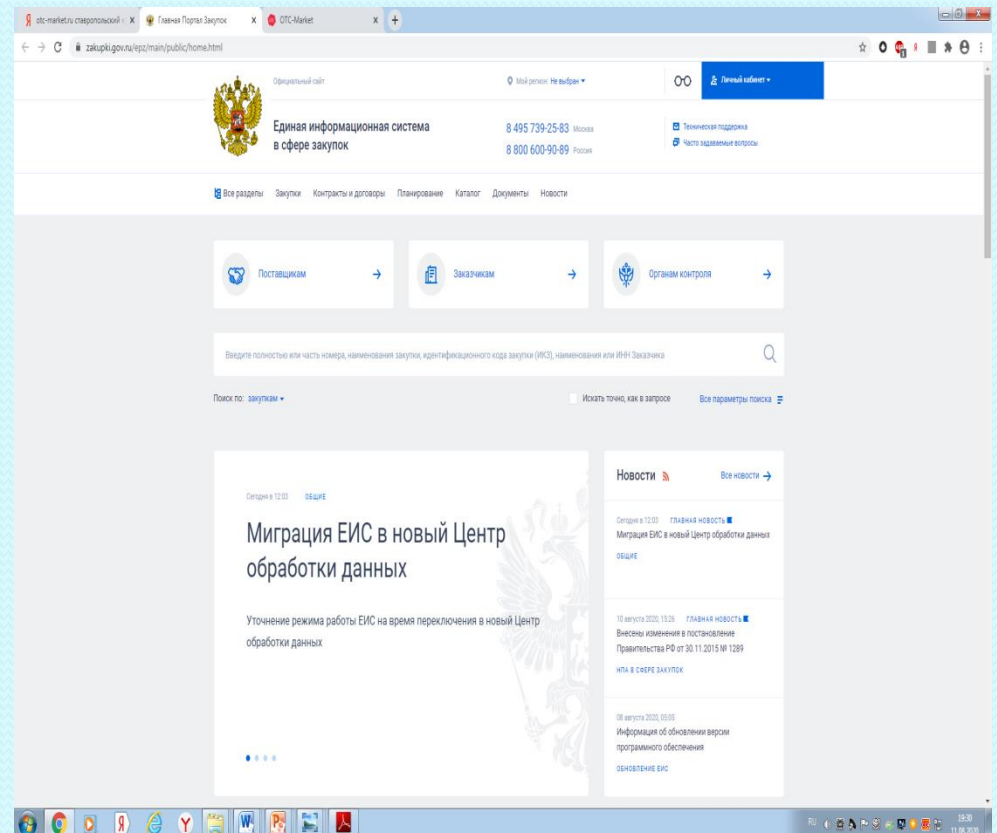 otc-market.ru ставропольский
Главная Портал Закупок
OTC-Market
zakupki.gov.ru/epz/main/public/home.html
Официальный сайт
Мой регион: Не выбран
Личный кабинет
Единая информационная система
в сфере закупок
8 495 739-25-83 Москва
8 800 600-90-89 Россия
Техническая поддержка
Часто задаваемые вопросы
Все разделы Закупки Контракты и договоры Планирование Каталог Документы Новости
Поставщикам
Заказчикам
Органам контроля
Введите полностью или часть номера, наименования закупки, идентификационного кода закупки (ИКЗ), наименования или ИНН Заказчика
Поиск по: закупкам
Искать точно, как в запросе
Все параметры поиска
Сегодня в 12:03 ОБЩИЕ
Миграция ЕИС в новый Центр
обработки данных
Уточнение режима работы ЕИС на время переключения в новый Центр
обработки данных
Новости
Все новости
Сегодня в 12:03 ГЛАВНАЯ НОВОСТЬ
Миграция ЕИС в новый Центр обработки данных
ОБЩИЕ
10 августа 2020, 15:26 ГЛАВНАЯ НОВОСТЬ
Внесены изменения в постановление
Правительства РФ от 30.11.2015 № 1289
НПА В СФЕРЕ ЗАКУПОК
08 августа 2020, 05:05
Информация об обновлении версии
программного обеспечения
ОБНОВЛЕНИЕ ЕИС
RU
19:30
11.08.2020